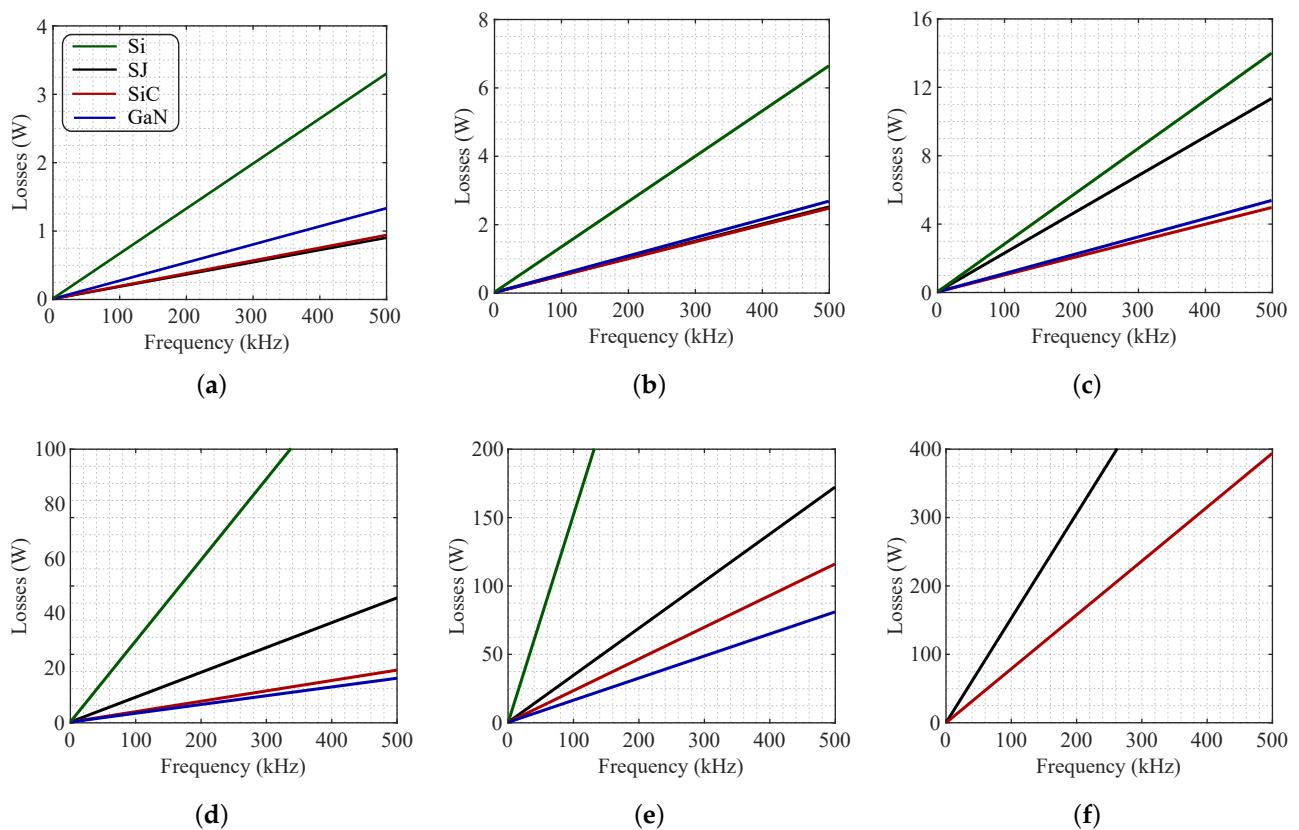 4
3
2
1
0
Losses (W)
Si
SJ
SiC
GaN
0 100 200 300 400 500
Frequency (kHz)
(a)
8
6
4
2
0
Losses (W)
0 100 200 300 400 500
Frequency (kHz)
(b)
16
12
8
4
0
Losses (W)
0 100 200 300 400 500
Frequency (kHz)
(c)
100
80
60
40
20
0
Losses (W)
0 100 200 300 400 500
Frequency (kHz)
(d)
200
150
100
50
0
Losses (W)
0 100 200 300 400 500
Frequency (kHz)
(e)
400
300
200
100
0
Losses (W)
0 100 200 300 400 500
Frequency (kHz)
(f)